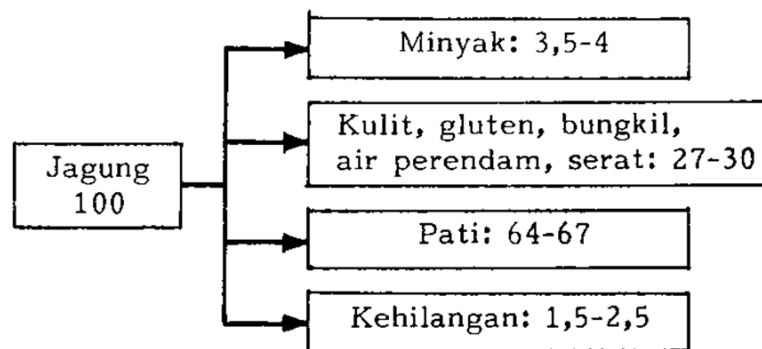 Minyak: 3,5-4
Kulit, gluten, bungkil,
air perendam, serat: 27-30
Jagung
100
Pati: 64-67
Kehilangan: 1,5-2,5